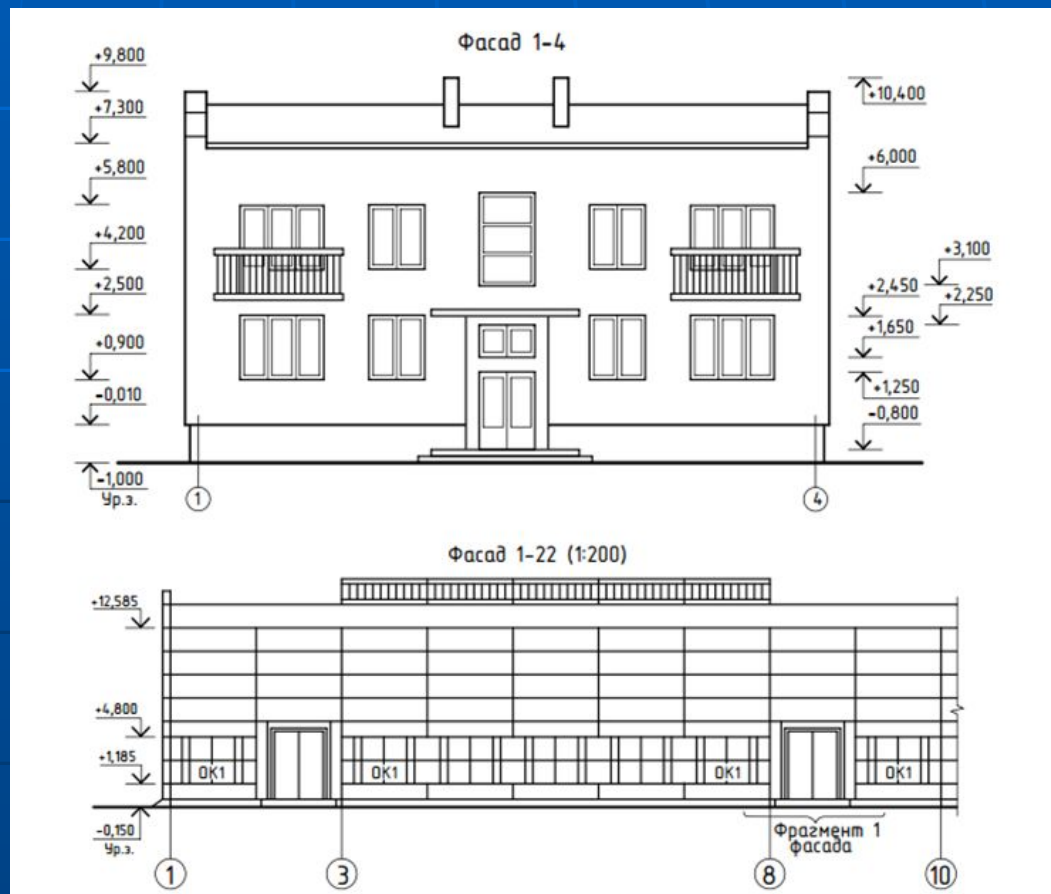 Фасад 1-4
+9,800
+7,300
+5,800
+4,200
+2,500
+0,900
-0,010
-1,000
Ур.з.
+10,400
+6,000
+3,100
+2,450
+2,250
+1,650
+1,250
-0,800
1
4
Фасад 1-22 (1:200)
+12,585
+4,800
+1,185
-0,150
Ур.з.
ОК1
ОК1
ОК1
ОК1
Фрагмент 1
фасада
1
3
8
10